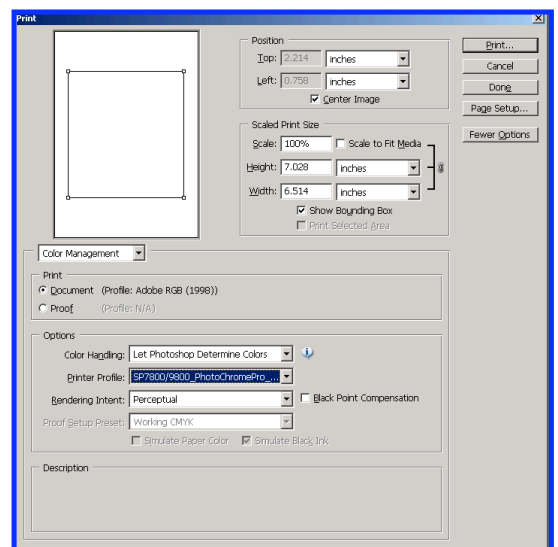 Print
Position
Top: 2.214 inches
Left: 0.758 inches
Center Image
Scaled Print Size
Scale: 100% Scale to Fit Media
Height: 7.028 inches
Width: 6.514 inches
Show Bounding Box
Print Selected Area
Print...
Cancel
Done
Page Setup...
Fewer Options
Color Management
Print
Document (Profile: Adobe RGB (1998))
Proof (Profile: N/A)
Options
Color Handling: Let Photoshop Determine Colors
Printer Profile: SP7800/9800_PhotoChromePro_...
Rendering Intent: Perceptual Black Point Compensation
Proof Setup Preset: Working CMYK
Simulate Paper Color Simulate Black Ink
Description